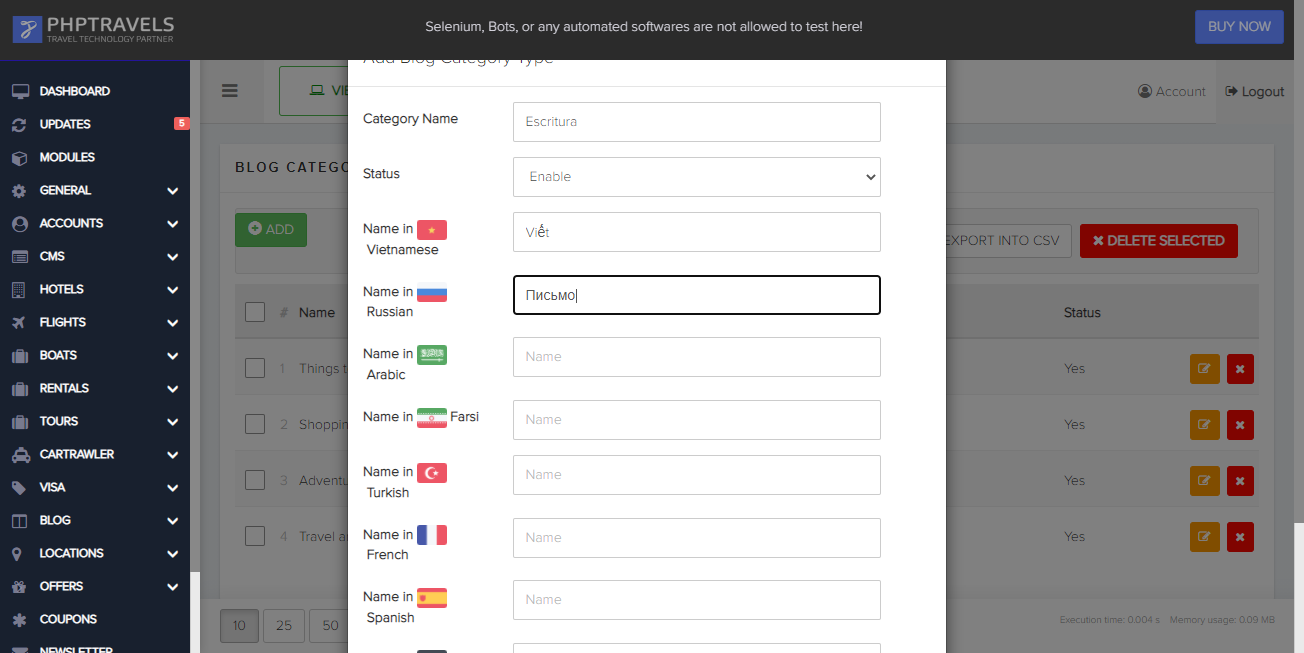 PHPTRAVELS
TRAVEL TECHNOLOGY PARTNER
Selenium, Bots, or any automated softwares are not allowed to test here!
BUY NOW
DASHBOARD
UPDATES 5
MODULES
GENERAL
ACCOUNTS
CMS
HOTELS
FLIGHTS
BOATS
RENTALS
TOURS
CARTRAWLER
VISA
BLOG
LOCATIONS
OFFERS
COUPONS
NEWSLETTER
Account Logout
Add Blog Category Type
Category Name Escritura
Status Enable
Name in Vietnamese Viết
Name in Russian Письмо
Name in Arabic Name
Name in Farsi Name
Name in Turkish Name
Name in French Name
Name in Spanish Name
BLOG
ADD
EXPORT INTO CSV
DELETE SELECTED
# Name Status
1 Things Yes
2 Yes
3 Yes
4 Travel Yes
10 25 50
Execution time: 0.004 s Memory usage: 0.09 MB